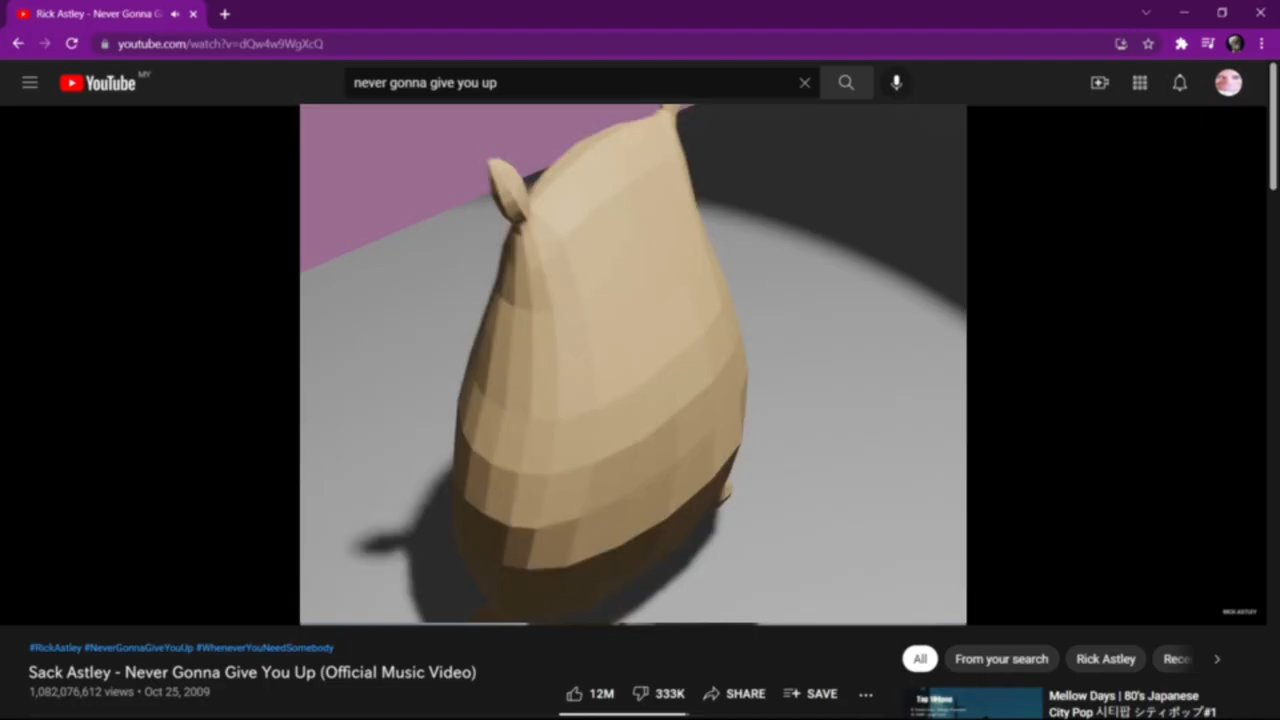 Rick Astley - Never Gonna G
youtube.com/watch?v=dQw4w9WgXcQ
YouTube MY
never gonna give you up
RICK ASTLEY
#RickAstley #NeverGonnaGiveYouUp #WheneverYouNeedSomebody
Sack Astley - Never Gonna Give You Up (Official Music Video)
1,082,076,612 views • Oct 25, 2009
12M 333K SHARE SAVE
All From your search Rick Astley Rece
Mellow Days | 80's Japanese
City Pop シティポップ #1